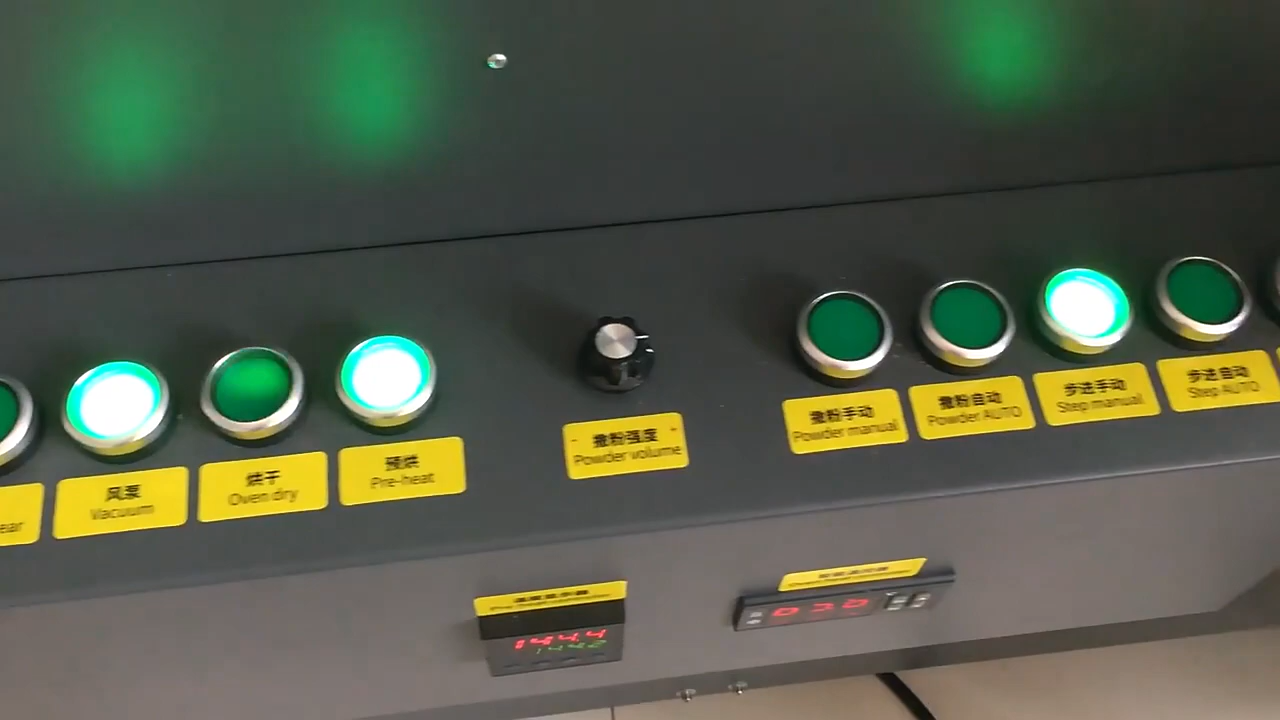 ear
风泵
Vacuum
烘干
Oven dry
预烘
Pre-heat
- 撒粉强度 +
Powder volume
撒粉手动
Powder manual
撒粉自动
Powder AUTO
步进手动
Step manual
步进自动
Step AUTO
144.4
030